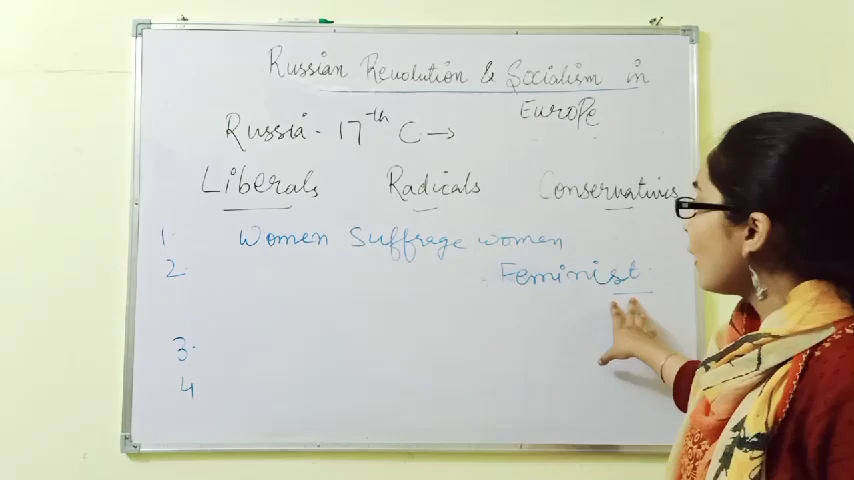 Russian Revolution & Socialism in
Europe
Russia - 17th C →
Liberals Radicals Conservatives
1. Women Suffrage women
2. Feminist
3.
4